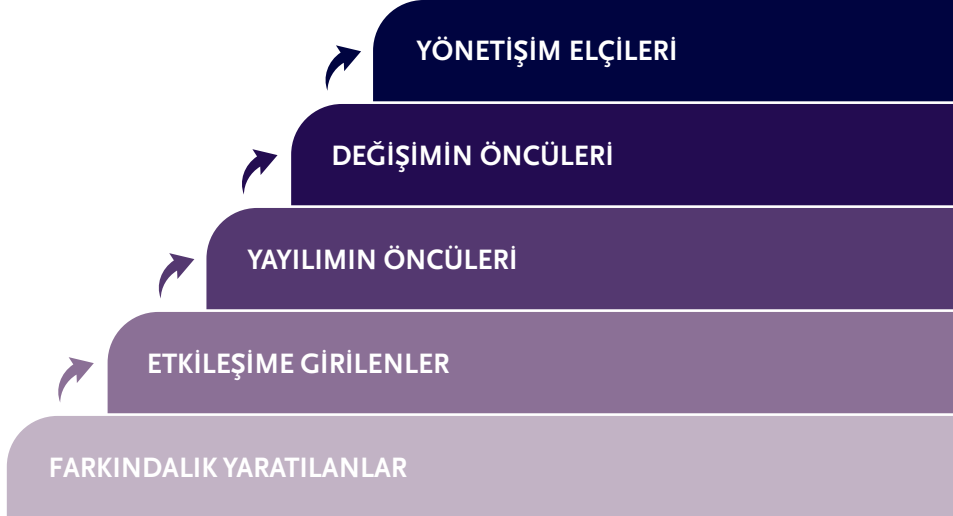 YÖNETİŞİM ELÇİLERİ
DEĞİŞİMİN ÖNCÜLERİ
YAYILIMIN ÖNCÜLERİ
ETKİLEŞİME GİRİLENLER
FARKINDALIK YARATILANLAR